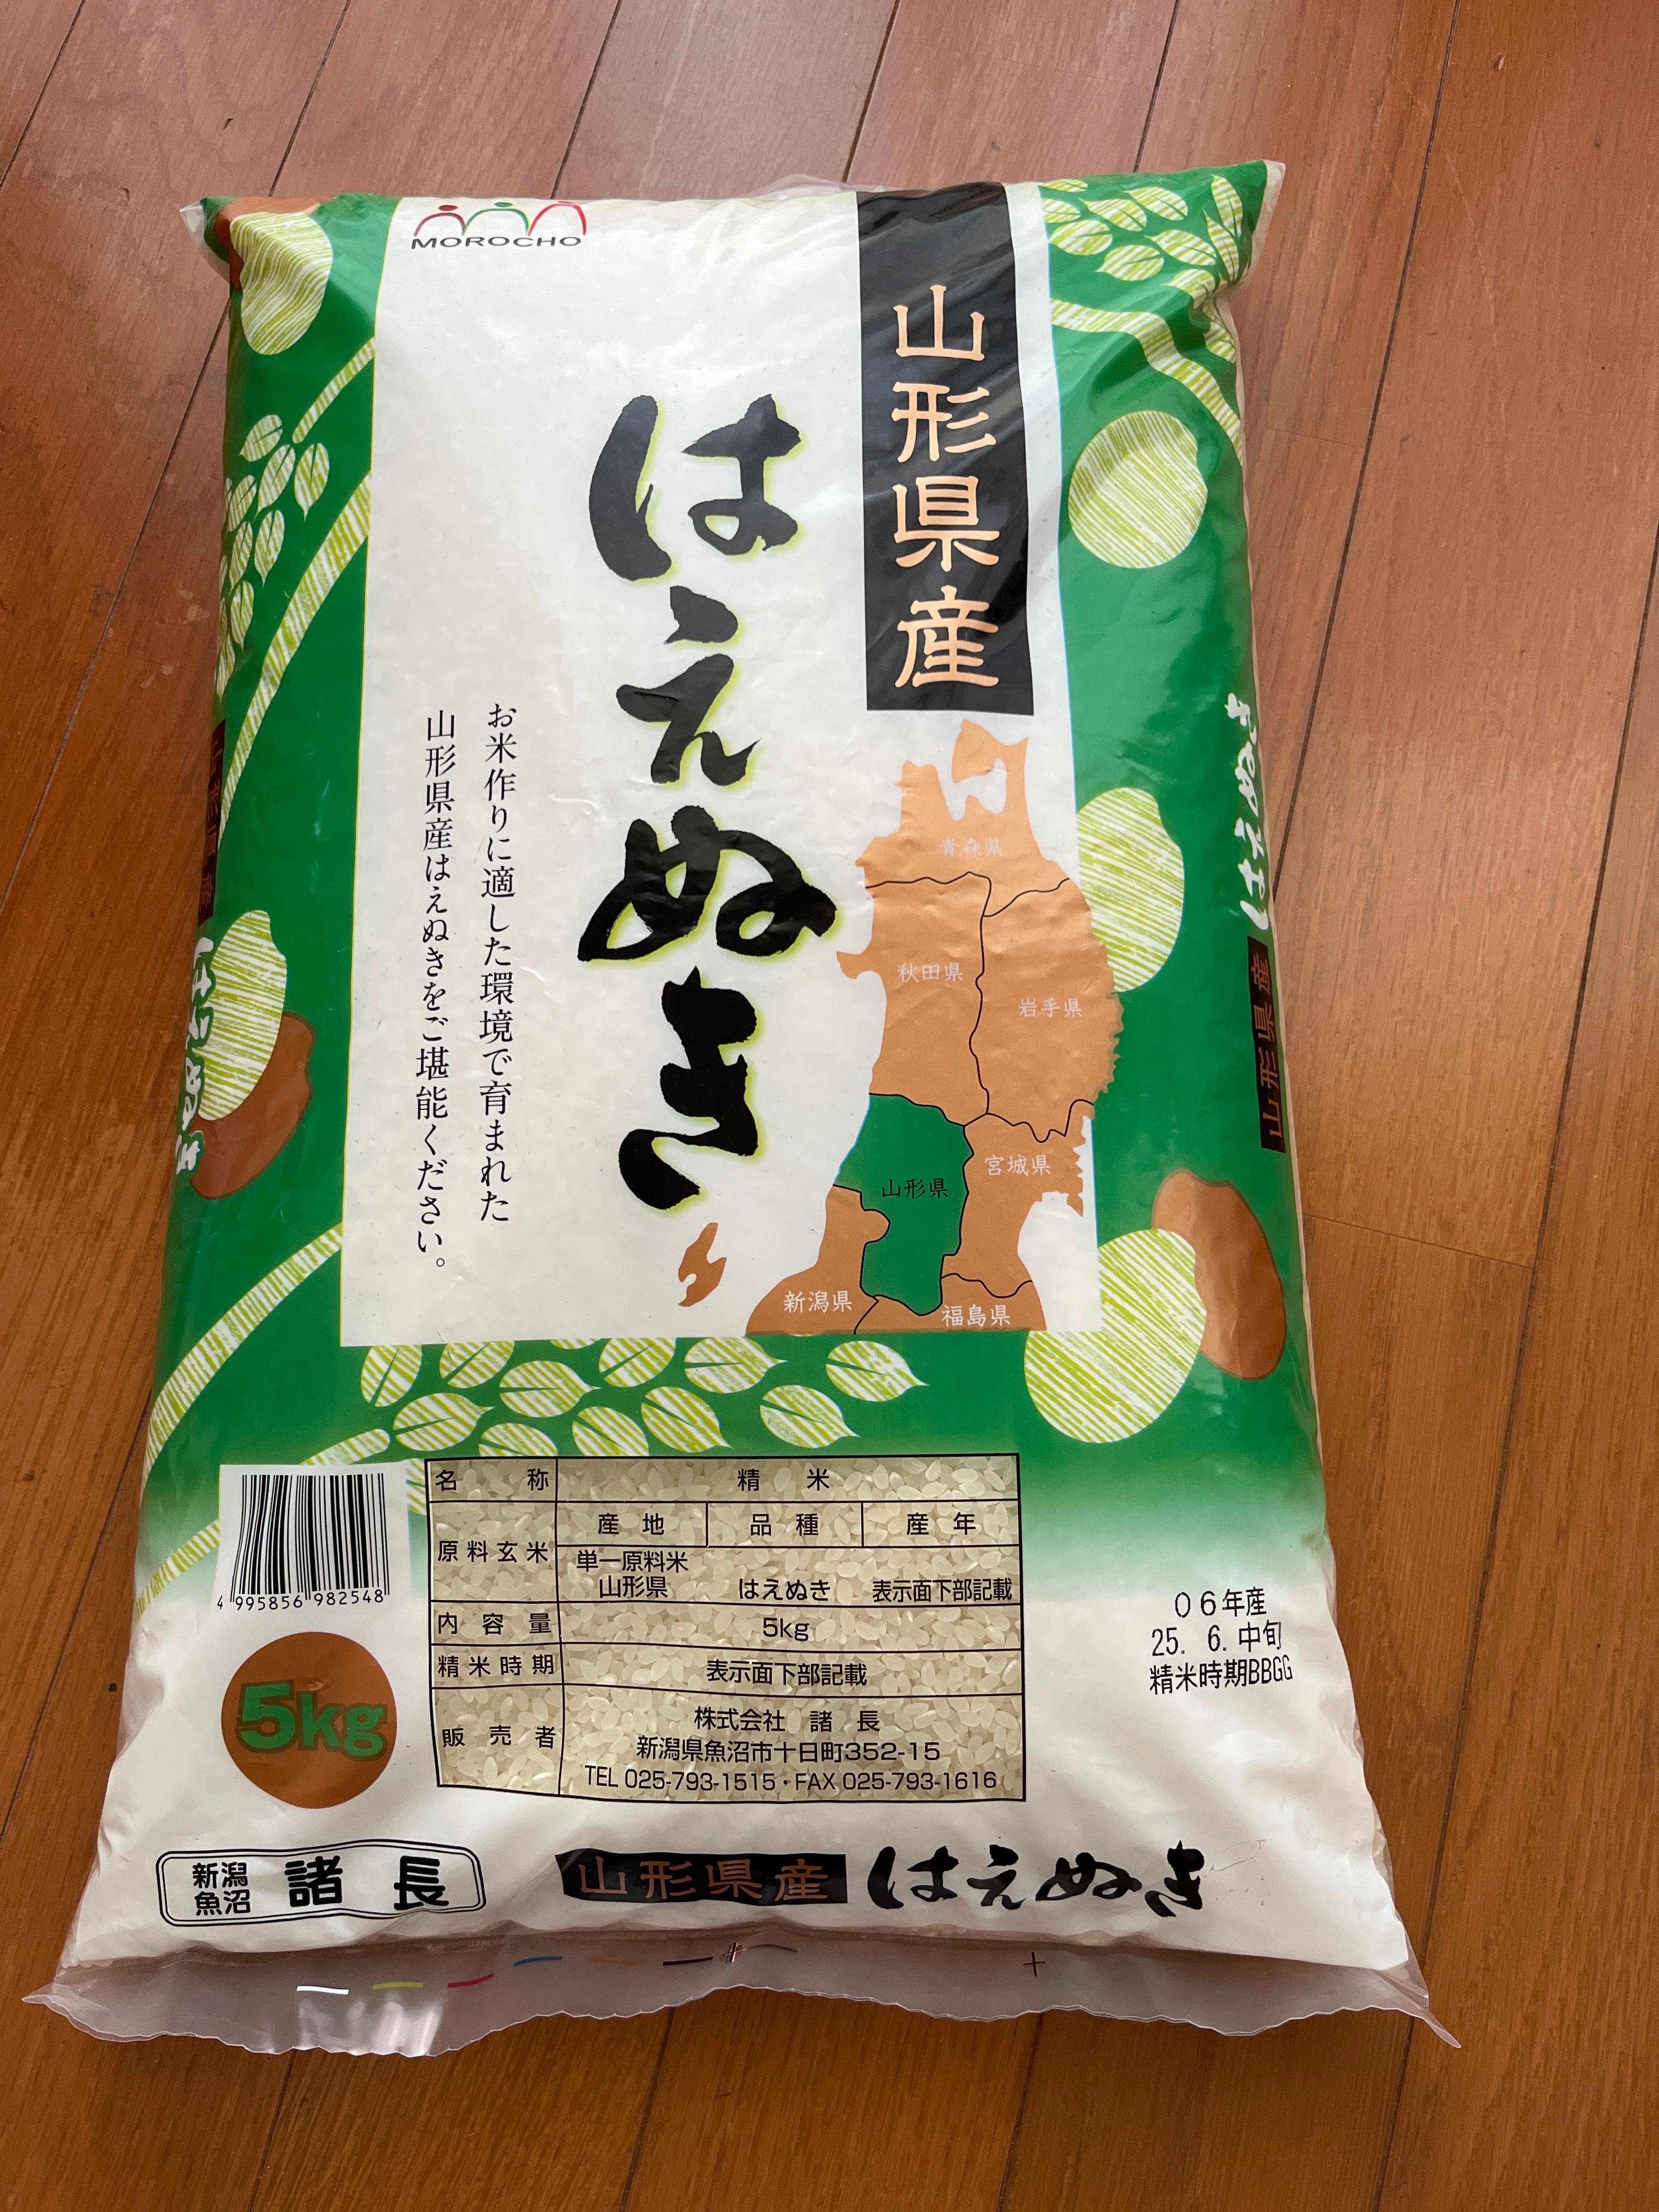 MOROCHO
山形県産
はえぬき
お米作りに適した環境で育まれた
山形県産はえぬきをご堪能ください。
青森県
秋田県
岩手県
宮城県
山形県
新潟県
福島県
はえぬき
山形県産
はえぬき
4 995856 982548
5kg
名称 精米
原料玄米 産地 品種 産年
単一原料米
山形県 はえぬき 表示面下部記載
内容量 5kg
精米時期 表示面下部記載
販売者 株式会社 諸長
新潟県魚沼市十日町352-15
TEL 025-793-1515・FAX 025-793-1616
06年産
25. 6. 中旬
精米時期BBGG
新潟
魚沼 諸長
山形県産 はえぬき